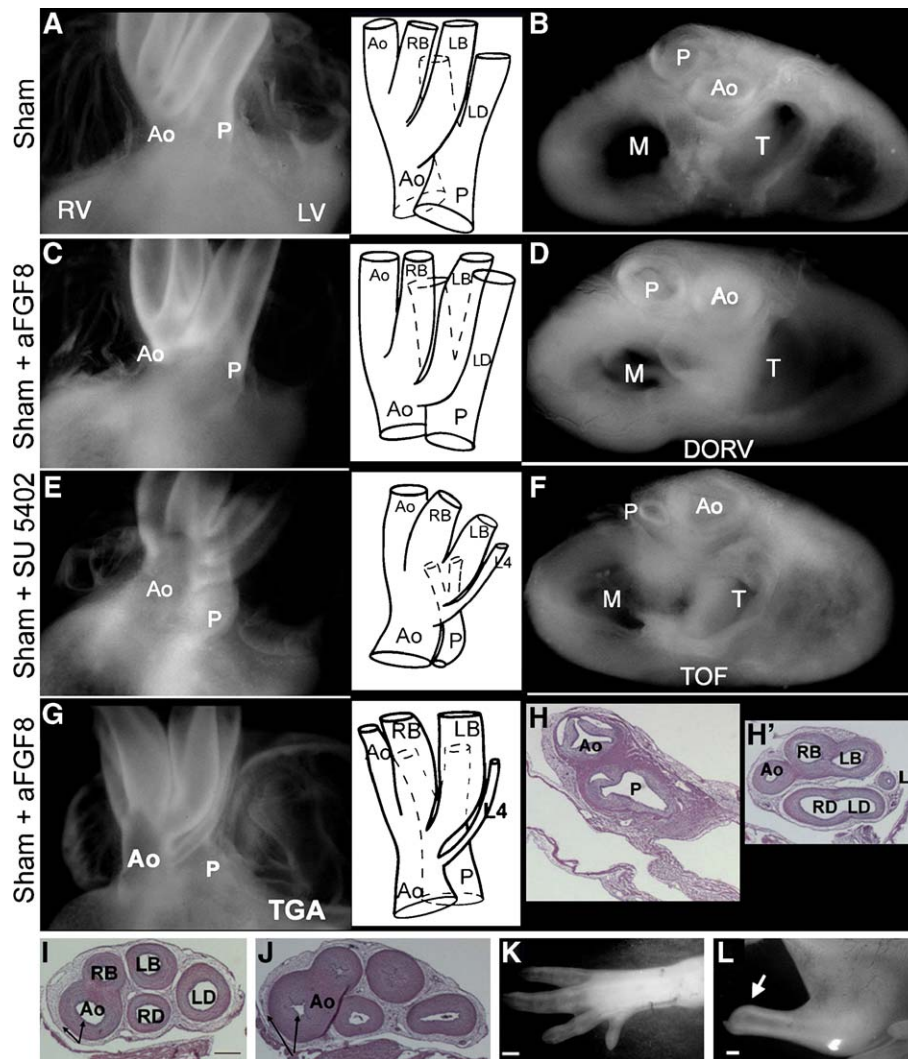 Sham
A
Ao
P
RV
LV
Ao
RB
LB
LD
Ao
P
B
P
Ao
M
T
Sham + aFGF8
C
Ao
P
Ao
RB
LB
LD
Ao
P
D
P
Ao
M
T
DORV
Sham + SU 5402
E
Ao
P
Ao
RB
LB
L4
Ao
P
F
P
Ao
M
T
TOF
Sham + aFGF8
G
Ao
P
TGA
Ao
RB
LB
L4
Ao
P
H
Ao
P
H'
RB
LB
Ao
L
RD
LD
I
RB
LB
Ao
RD
LD
J
Ao
K
L